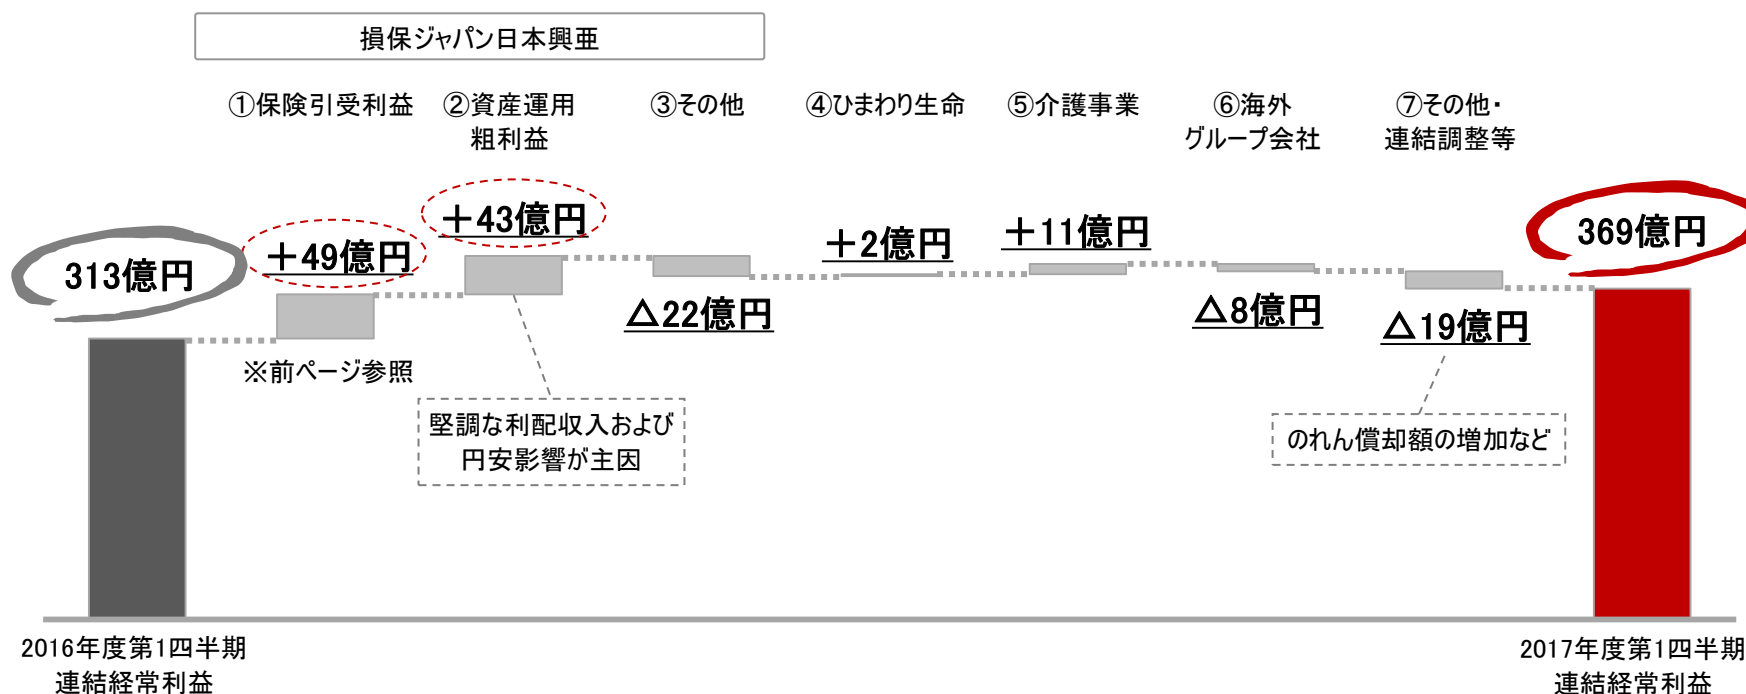 損保ジャパン日本興亜
①保険引受利益
②資産運用
粗利益
③その他
④ひまわり生命
⑤介護事業
⑥海外
グループ会社
⑦その他・
連結調整等
313億円
＋49億円
＋43億円
△22億円
＋2億円
＋11億円
△8億円
△19億円
369億円
※前ページ参照
堅調な利配収入および
円安影響が主因
のれん償却額の増加など
2016年度第1四半期
連結経常利益
2017年度第1四半期
連結経常利益